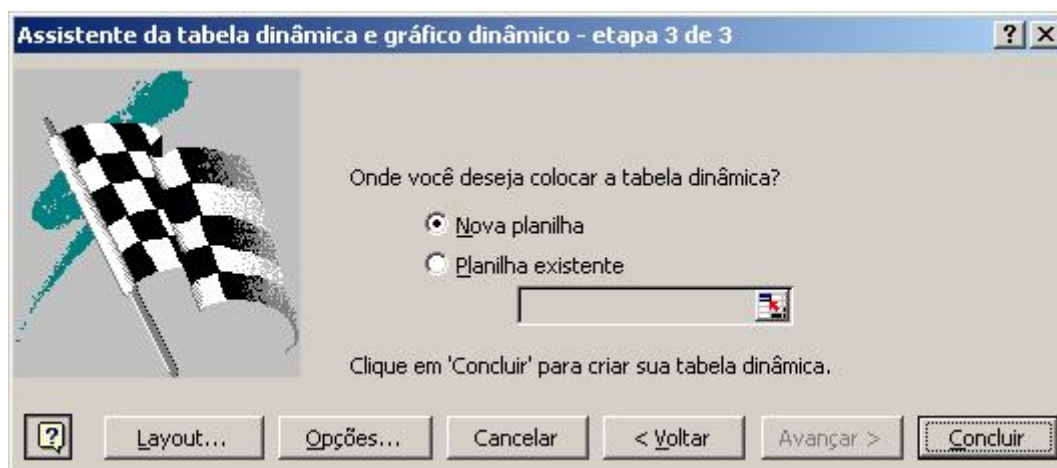 Assistente da tabela dinâmica e gráfico dinâmico - etapa 3 de 3
Onde você deseja colocar a tabela dinâmica?
Nova planilha
Planilha existente
Clique em 'Concluir' para criar sua tabela dinâmica.
Layout... Opções... Cancelar < Voltar Avançar > Concluir